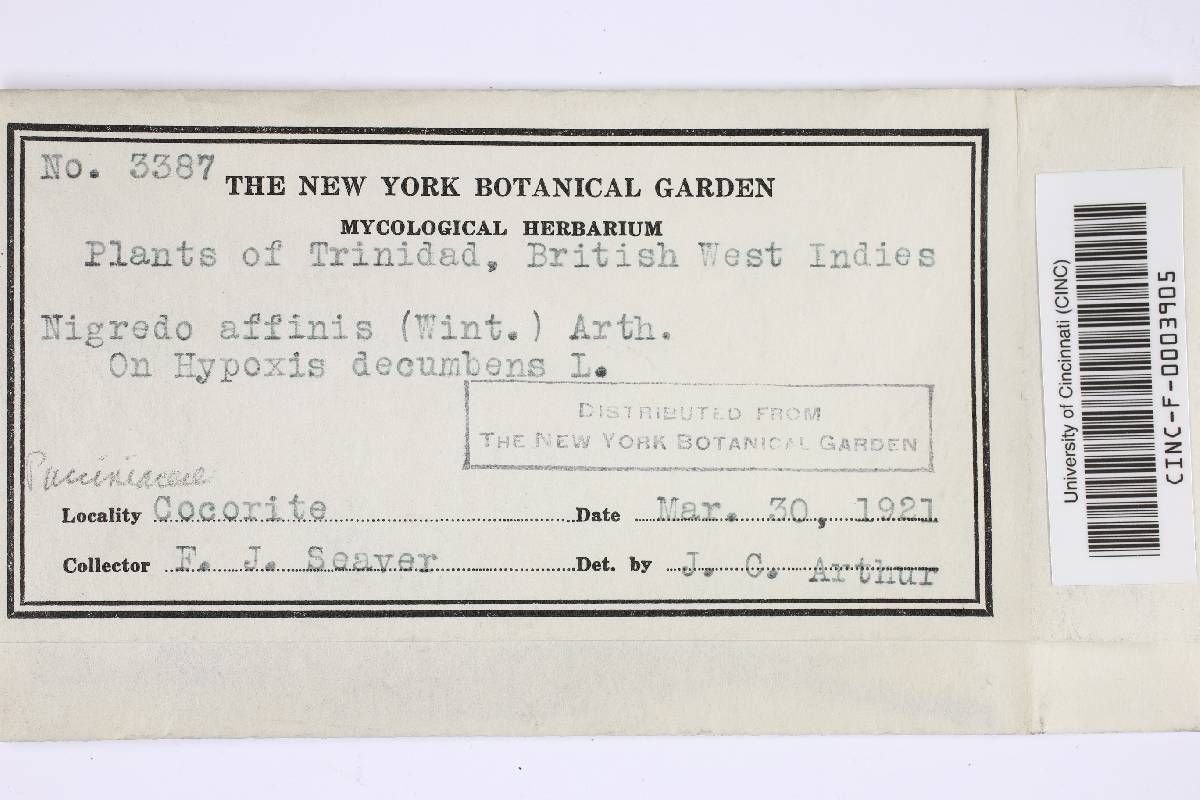 No. 3387
THE NEW YORK BOTANICAL GARDEN
MYCOLOGICAL HERBARIUM
Plants of Trinidad, British West Indies
Nigredo affinis (Wint.) Arth.
On Hypoxis decumbens L.
DISTRIBUTED FROM
THE NEW YORK BOTANICAL GARDEN
Pucciniaceae
Locality Cocorite Date Mar. 30, 1921
Collector F. J. Seaver Det. by J. C. Arthur
University of Cincinnati (CINC)
CINC-F-0003905